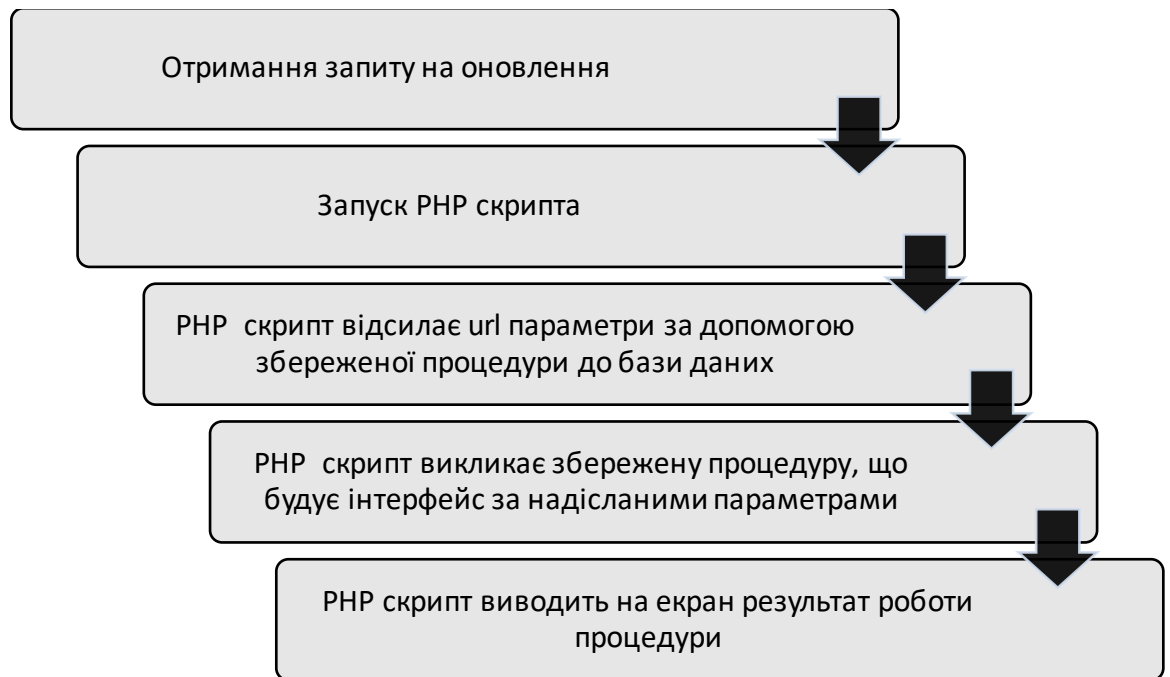 Отримання запиту на оновлення
Запуск PHP скрипта
PHP скрипт відсилає url параметри за допомогою
збереженої процедури до бази даних
PHP скрипт викликає збережену процедуру, що
будує інтерфейс за надісланими параметрами
PHP скрипт виводить на екран результат роботи
процедури